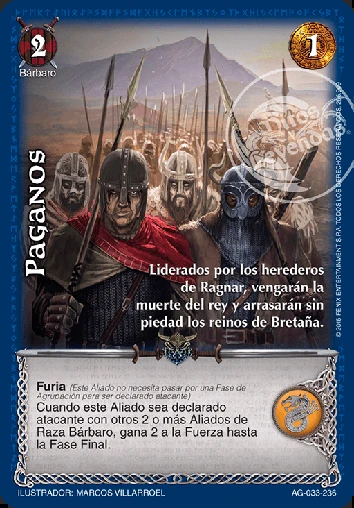 2
Bárbaro
1
Mitos
Leyendas
PAGANOS
Liderados por los herederos
de Ragnar, vengarán la
muerte del rey y arrasarán sin
piedad los reinos de Bretaña.
Furia (Este Aliado no necesita pasar por una Fase de
Agrupación para ser declarado atacante)
Cuando este Aliado sea declarado
atacante con otros 2 o más Aliados de
Raza Bárbaro, gana 2 a la Fuerza hasta
la Fase Final.
ILUSTRADOR: MARCOS VILLARROEL
AG-033-236